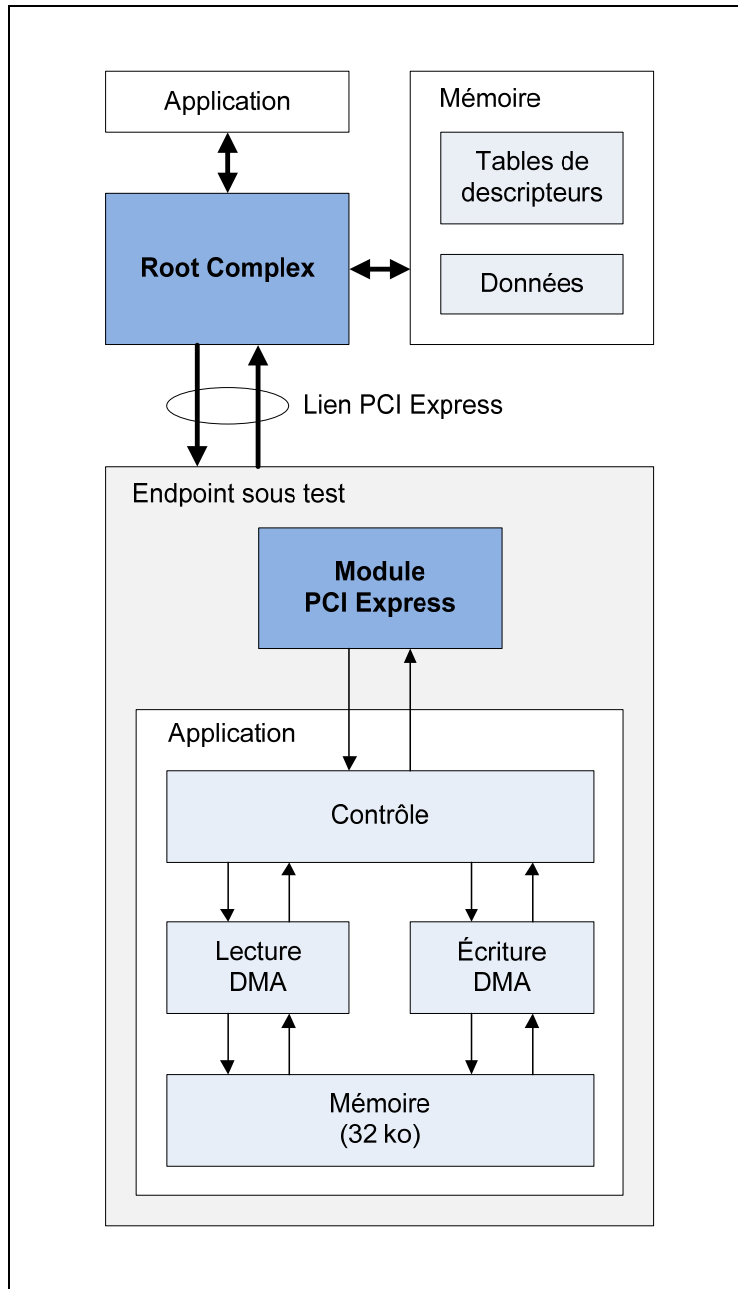 Application
Mémoire
Tables de
descripteurs
Root Complex
Données
Lien PCI Express
Endpoint sous test
Module
PCI Express
Application
Contrôle
Lecture
DMA
Écriture
DMA
Mémoire
(32 ko)